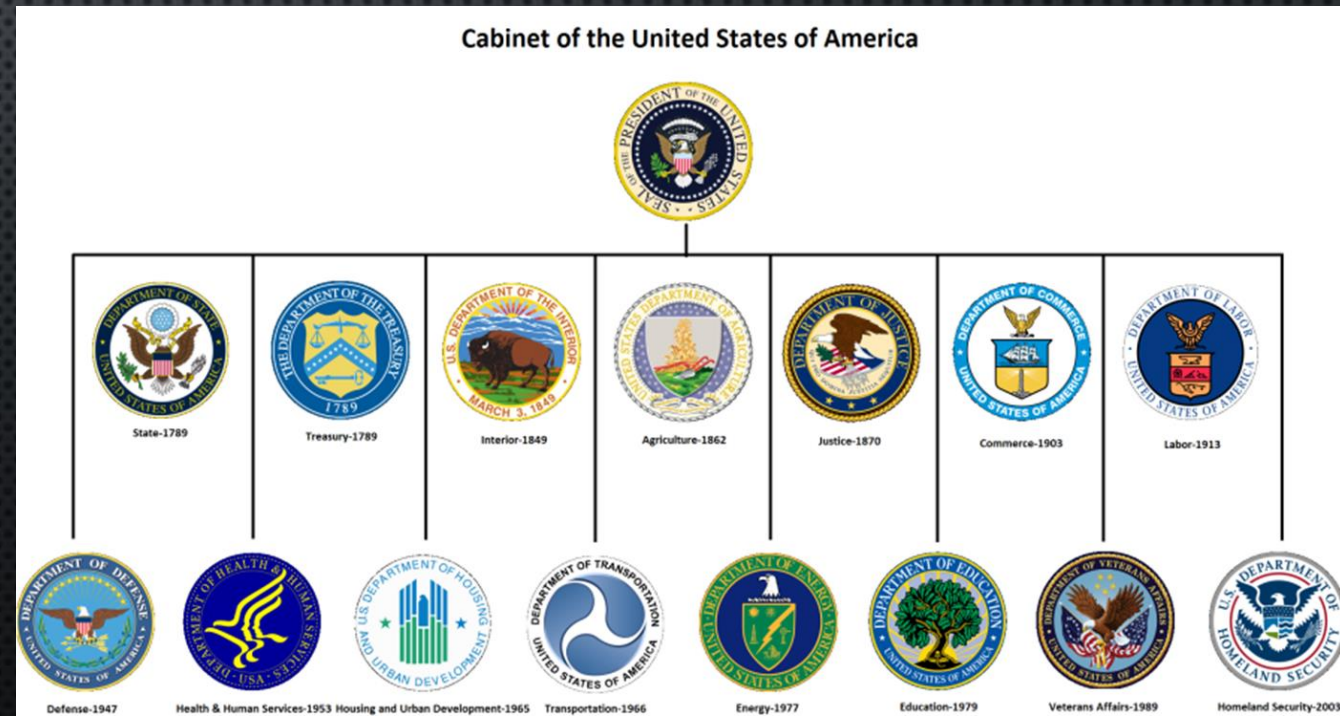 Cabinet of the United States of America
SEAL OF THE PRESIDENT OF THE UNITED STATES
DEPARTMENT OF STATE
UNITED STATES OF AMERICA
THE DEPARTMENT OF THE TREASURY
1789
U.S. DEPARTMENT OF THE INTERIOR
MARCH 3, 1849
UNITED STATES DEPARTMENT OF AGRICULTURE
DEPARTMENT OF JUSTICE
DEPARTMENT OF COMMERCE
UNITED STATES OF AMERICA
DEPARTMENT OF LABOR
UNITED STATES OF AMERICA
State-1789
Treasury-1789
Interior-1849
Agriculture-1862
Justice-1870
Commerce-1903
Labor-1913
DEPARTMENT OF DEFENSE
UNITED STATES OF AMERICA
DEPARTMENT OF HEALTH & HUMAN SERVICES · USA
U.S. DEPARTMENT OF HOUSING
AND URBAN DEVELOPMENT
DEPARTMENT OF TRANSPORTATION
UNITED STATES OF AMERICA
DEPARTMENT OF ENERGY
UNITED STATES OF AMERICA
DEPARTMENT OF EDUCATION
UNITED STATES OF AMERICA
DEPARTMENT OF VETERANS AFFAIRS
UNITED STATES OF AMERICA
U.S. DEPARTMENT OF
HOMELAND SECURITY
Defense-1947
Health & Human Services-1953
Housing and Urban Development-1965
Transportation-1966
Energy-1977
Education-1979
Veterans Affairs-1989
Homeland Security-2003